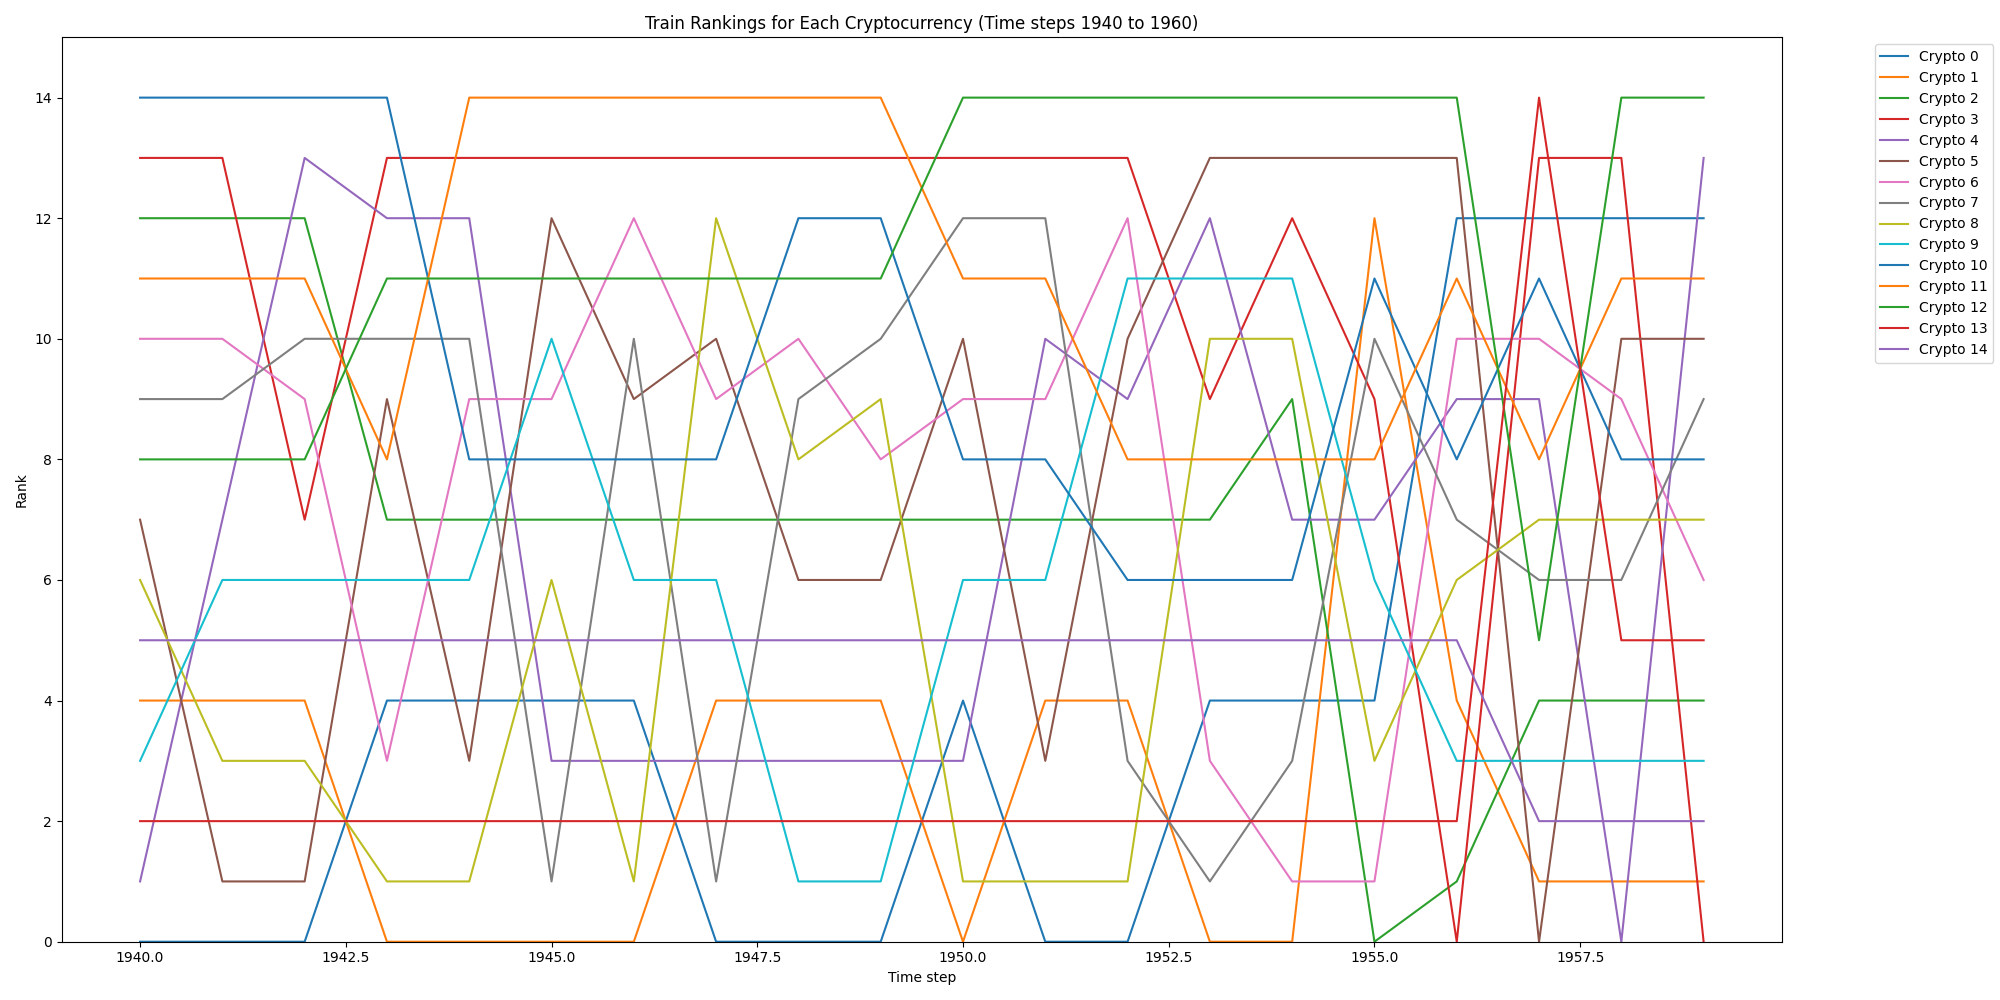 Train Rankings for Each Cryptocurrency (Time steps 1940 to 1960)
Rank
14
12
10
8
6
4
2
0
1940.0 1942.5 1945.0 1947.5 1950.0 1952.5 1955.0 1957.5
Time step
Crypto 0
Crypto 1
Crypto 2
Crypto 3
Crypto 4
Crypto 5
Crypto 6
Crypto 7
Crypto 8
Crypto 9
Crypto 10
Crypto 11
Crypto 12
Crypto 13
Crypto 14